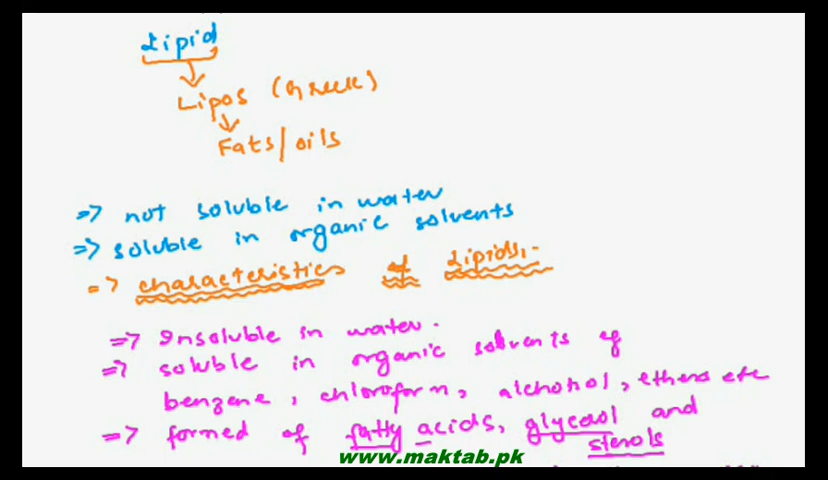 Lipid
Lipos (Greek)
Fats/oils
=> not soluble in water
=> soluble in organic solvents
=> characteristics of Lipids.-
=> Insoluble in water.
=> soluble in organic solvents eg
benzene, chloroform, alchohol, ethers etc
=> formed of fatty acids, glycerol and
sterols
www.maktab.pk